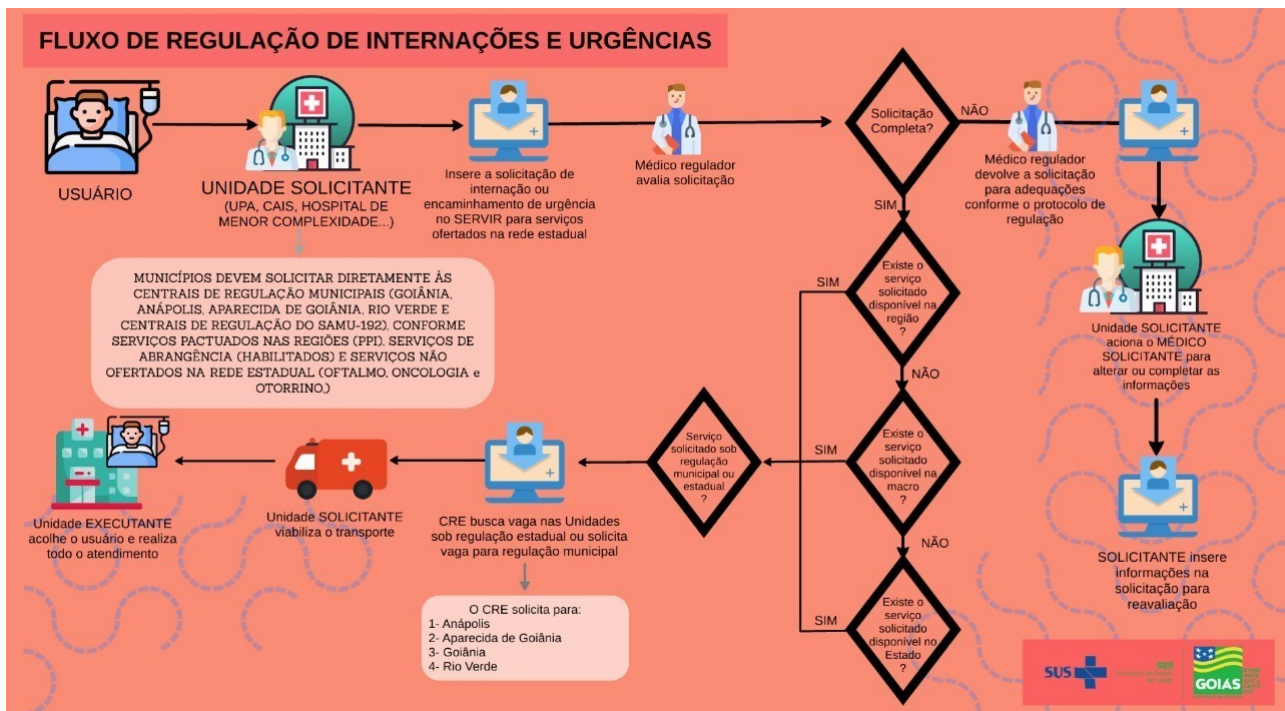 FLUXO DE REGULAÇÃO DE INTERNAÇÕES E URGÊNCIAS
USUÁRIO
UNIDADE SOLICITANTE
(UPA, CAIS, HOSPITAL DE
MENOR COMPLEXIDADE...)
Insere a solicitação de
internação ou
encaminhamento de urgência
no SERVIR para serviços
ofertados na rede estadual
Médico regulador
avalia solicitação
Solicitação
Completa?
NÃO
SIM
Médico regulador
devolve a solicitação
para adequações
conforme o protocolo de
regulação
Unidade SOLICITANTE
aciona o MÉDICO
SOLICITANTE para
alterar ou completar as
informações
SOLICITANTE insere
informações na
solicitação para
reavaliação
MUNICÍPIOS DEVEM SOLICITAR DIRETAMENTE ÀS
CENTRAIS DE REGULAÇÃO MUNICIPAIS (GOIÂNIA,
ANÁPOLIS, APARECIDA DE GOIÂNIA, RIO VERDE E
CENTRAIS DE REGULAÇÃO DO SAMU-192), CONFORME
SERVIÇOS PACTUADOS NAS REGIÕES (PPI), SERVIÇOS DE
ABRANGÊNCIA (HABILITADOS) E SERVIÇOS NÃO
OFERTADOS NA REDE ESTADUAL (OFTALMO, ONCOLOGIA e
OTORRINO,)
Existe o
serviço
solicitado
disponível na
região
?
SIM
NÃO
Existe o
serviço
solicitado
disponível na
macro
?
SIM
NÃO
Existe o
serviço
solicitado
disponível no
Estado
?
SIM
Serviço
solicitado sob
regulação
municipal ou
estadual
?
CRE busca vaga nas Unidades
sob regulação estadual ou solicita
vaga para regulação municipal
O CRE solicita para:
1- Anápolis
2- Aparecida de Goiânia
3- Goiânia
4- Rio Verde
Unidade SOLICITANTE
viabiliza o transporte
Unidade EXECUTANTE
acolhe o usuário e realiza
todo o atendimento
SUS
SES
GOIÁS